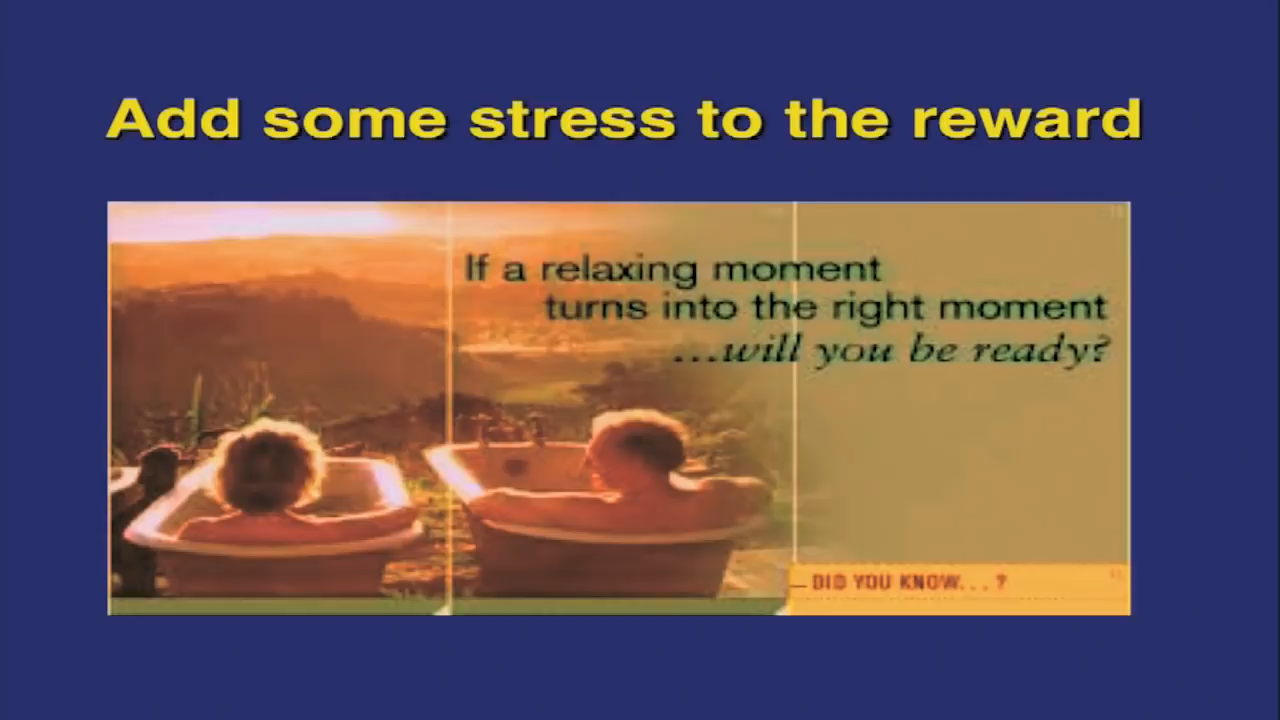 Add some stress to the reward
If a relaxing moment
turns into the right moment
...will you be ready?
DID YOU KNOW...?